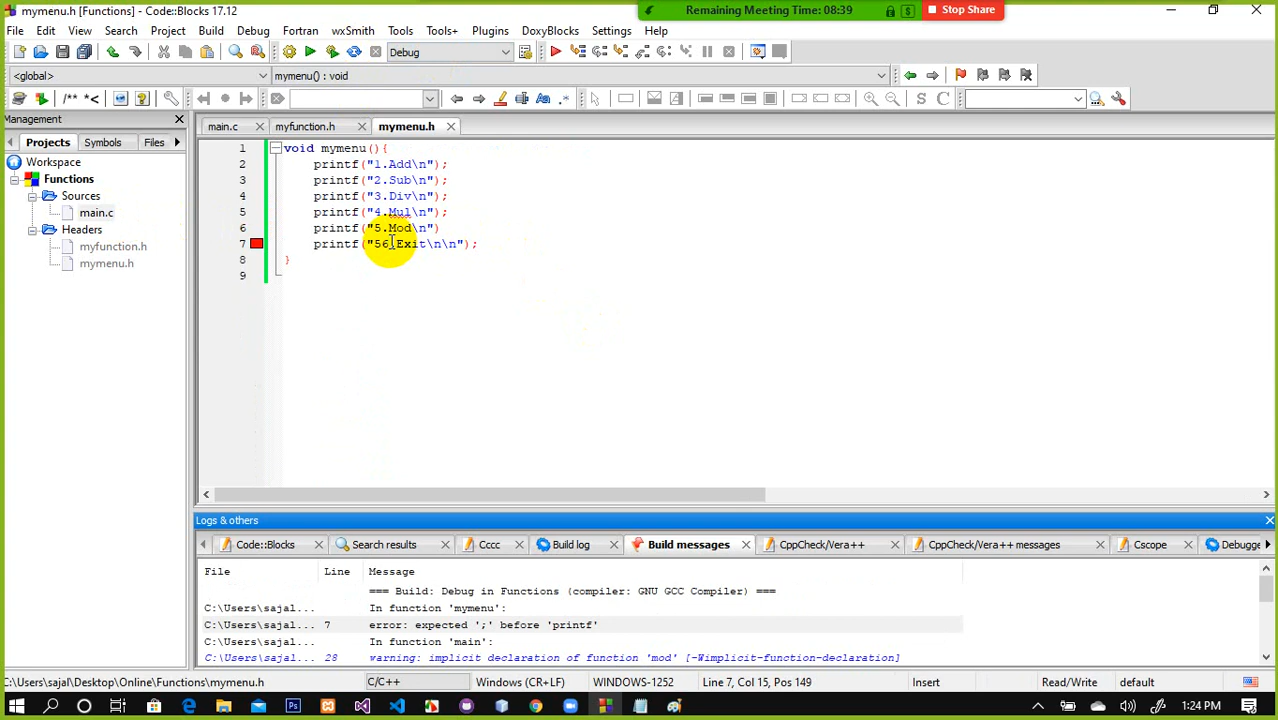 mymenu.h [Functions] - Code::Blocks 17.12
Remaining Meeting Time: 08:39 Stop Share
File Edit View Search Project Build Debug Fortran wxSmith Tools Tools+ Plugins DoxyBlocks Settings Help
Debug
<global> mymenu() : void
/** *<
Management
Projects Symbols Files
main.c myfunction.h mymenu.h
Workspace
Functions
Sources
main.c
Headers
myfunction.h
mymenu.h
1 void mymenu(){
2 printf("1.Add\n");
3 printf("2.Sub\n");
4 printf("3.Div\n");
5 printf("4.Mul\n");
6 printf("5.Mod\n")
7 printf("56.Exit\n\n");
8 }
9
Logs & others
Code::Blocks Search results Cccc Build log Build messages CppCheck/Vera++ CppCheck/Vera++ messages Cscope Debugge
File Line Message
=== Build: Debug in Functions (compiler: GNU GCC Compiler) ===
C:\Users\sajal... In function 'mymenu':
C:\Users\sajal... 7 error: expected ';' before 'printf'
C:\Users\sajal... In function 'main':
C:\Users\sajal... 28 warning: implicit declaration of function 'mod' [-Wimplicit-function-declaration]
C:\Users\sajal\Desktop\Online\Functions\mymenu.h C/C++ Windows (CR+LF) WINDOWS-1252 Line 7, Col 15, Pos 149 Insert Read/Write default
1:24 PM